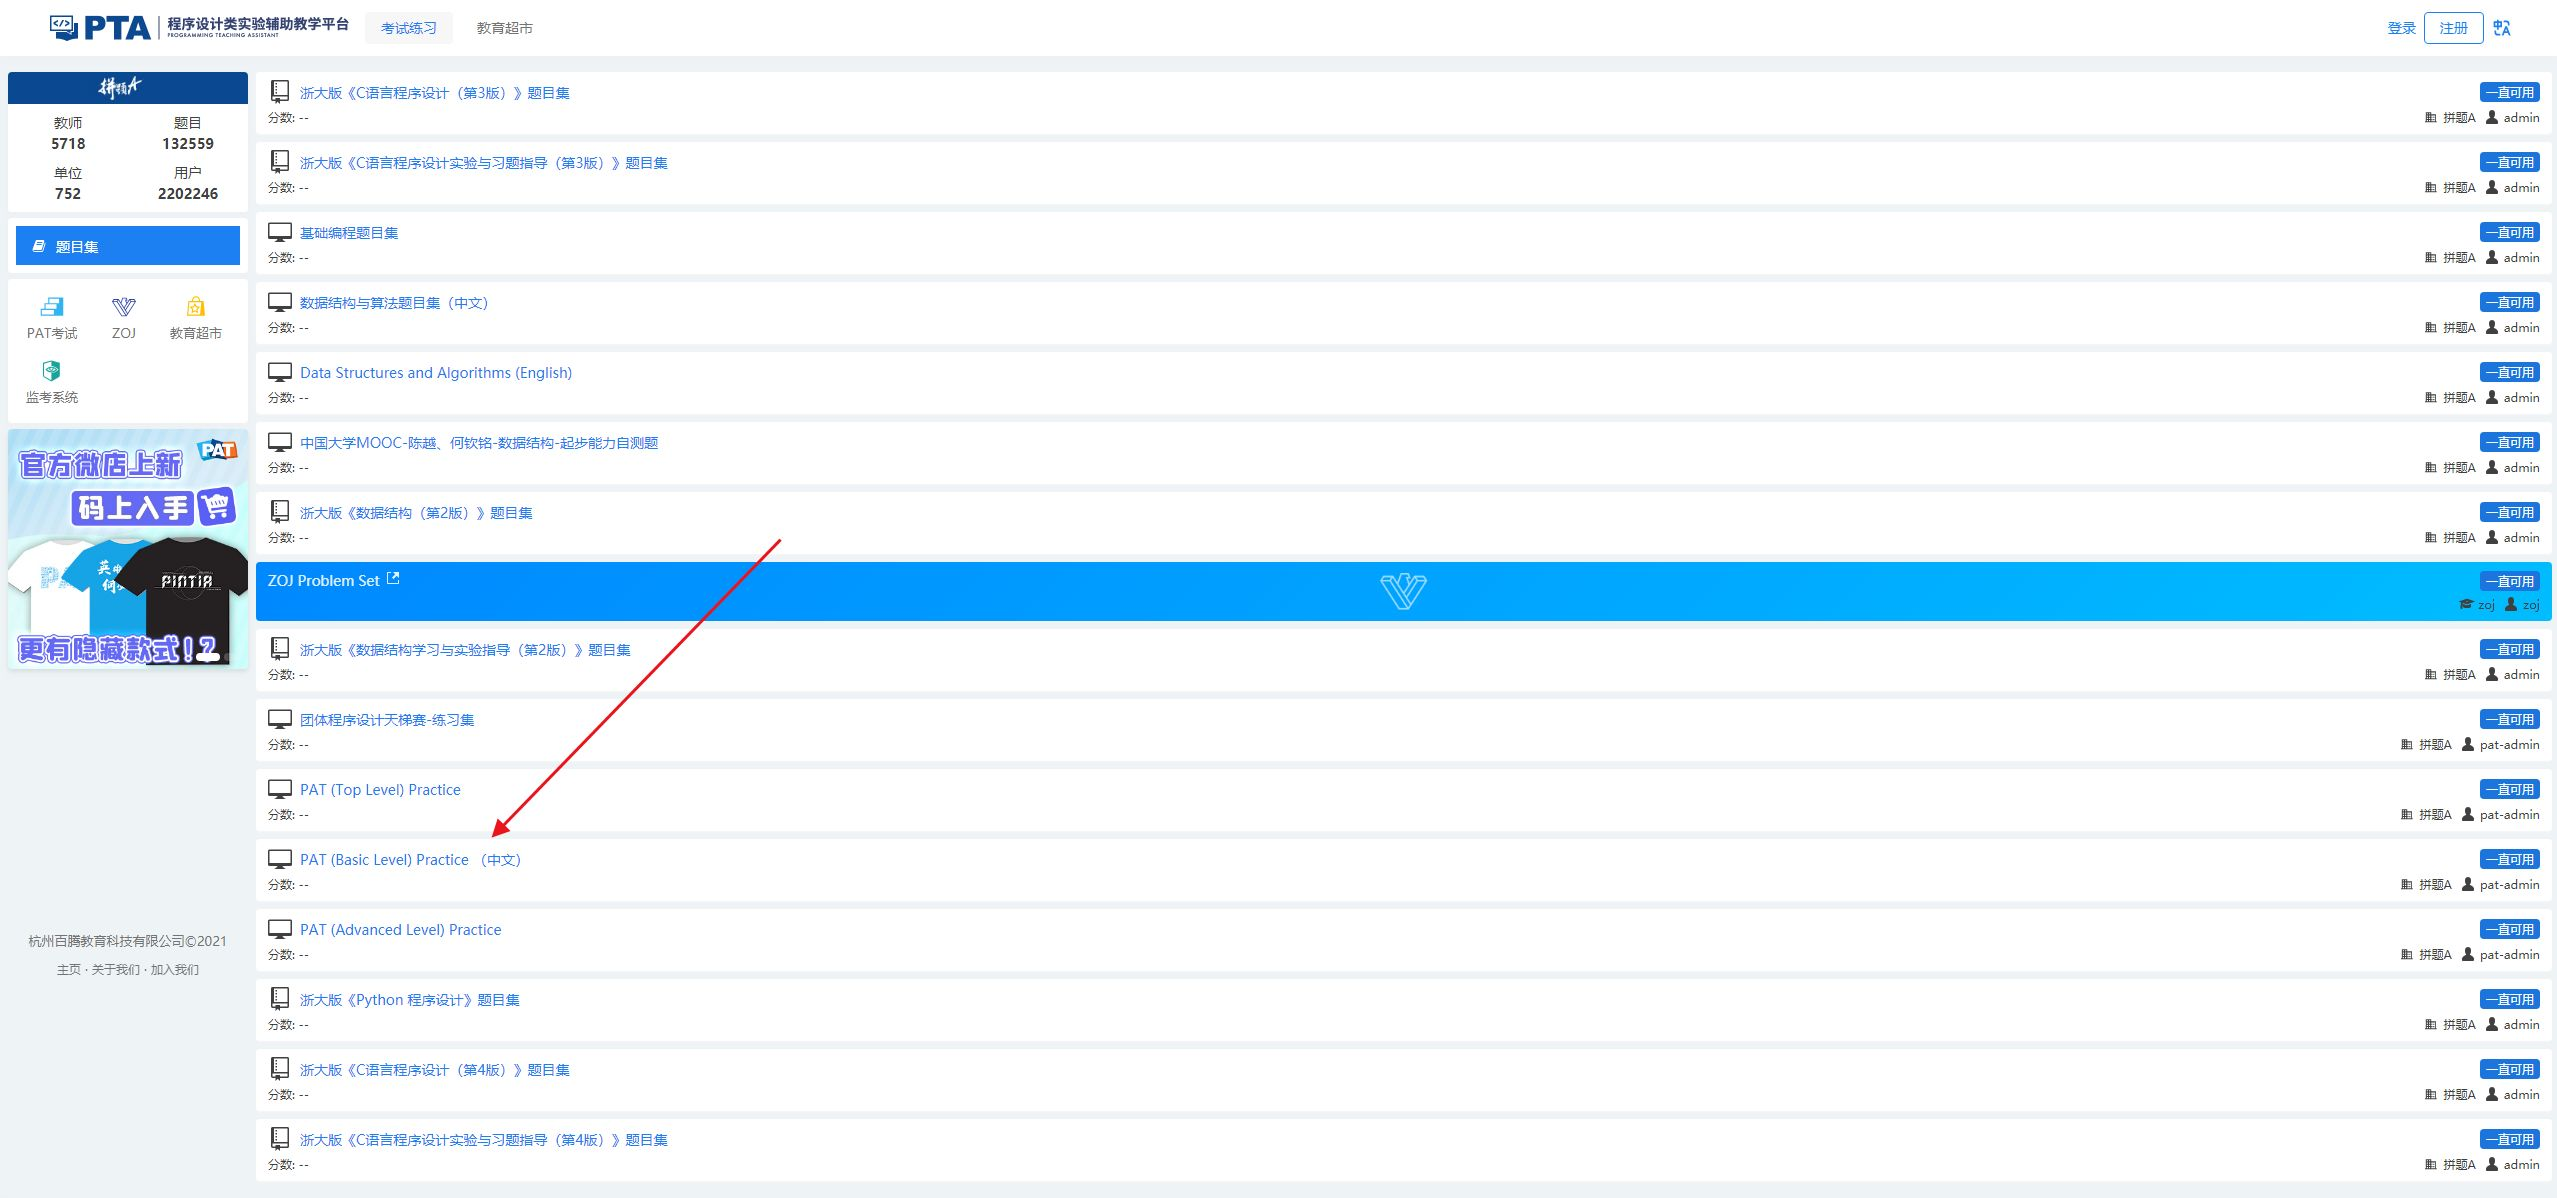 PTA 程序设计类实验辅助教学平台
PROGRAMMING TEACHING ASSISTANT
考试练习 教育超市
登录 注册
拼题A
教师 题目
5718 132559
单位 用户
752 2202246
题目集
PAT考试 ZOJ 教育超市
监考系统
PAT
官方微店上新
码上入手
英
何
PINTIA
更有隐藏款式!?
杭州百腾教育科技有限公司©2021
主页 · 关于我们 · 加入我们
浙大版《C语言程序设计（第3版）》题目集 一直可用
分数: -- 拼题A admin
浙大版《C语言程序设计实验与习题指导（第3版）》题目集 一直可用
分数: -- 拼题A admin
基础编程题目集 一直可用
分数: -- 拼题A admin
数据结构与算法题目集（中文） 一直可用
分数: -- 拼题A admin
Data Structures and Algorithms (English) 一直可用
分数: -- 拼题A admin
中国大学MOOC-陈越、何钦铭-数据结构-起步能力自测题 一直可用
分数: -- 拼题A admin
浙大版《数据结构（第2版）》题目集 一直可用
分数: -- 拼题A admin
ZOJ Problem Set 一直可用
zoj zoj
浙大版《数据结构学习与实验指导（第2版）》题目集 一直可用
分数: -- 拼题A admin
团体程序设计天梯赛-练习集 一直可用
分数: -- 拼题A pat-admin
PAT (Top Level) Practice 一直可用
分数: -- 拼题A pat-admin
PAT (Basic Level) Practice （中文） 一直可用
分数: -- 拼题A pat-admin
PAT (Advanced Level) Practice 一直可用
分数: -- 拼题A pat-admin
浙大版《Python 程序设计》题目集 一直可用
分数: -- 拼题A admin
浙大版《C语言程序设计（第4版）》题目集 一直可用
分数: -- 拼题A admin
浙大版《C语言程序设计实验与习题指导（第4版）》题目集 一直可用
分数: -- 拼题A admin